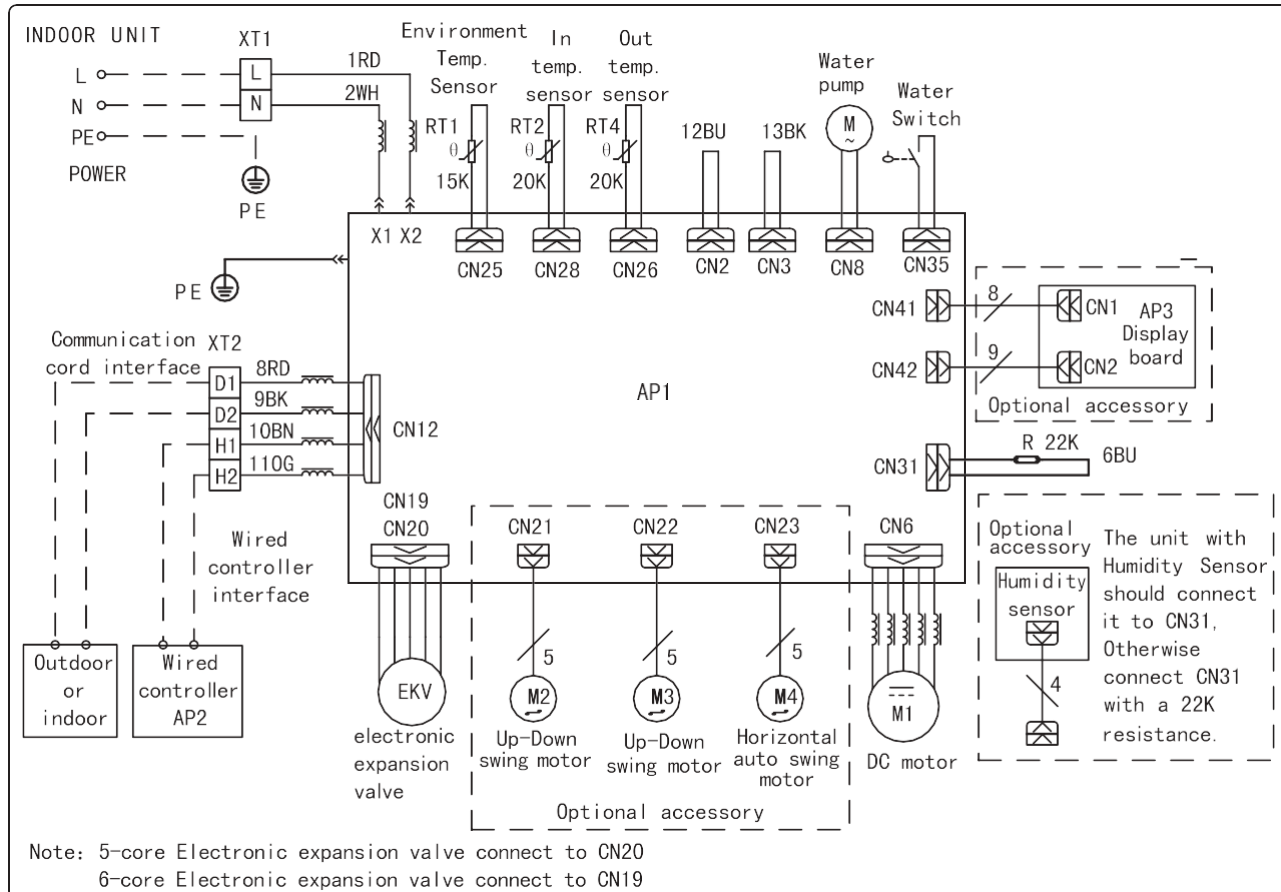 INDOOR UNIT
XT1
L
N
PE
POWER
L
N
PE
1RD
2WH
Environment
Temp.
Sensor
In
temp.
sensor
Out
temp.
sensor
RT1
θ
15K
RT2
θ
20K
RT4
θ
20K
12BU
13BK
Water
pump
M
~
Water
Switch
X1 X2
CN25
CN28
CN26
CN2
CN3
CN8
CN35
PE
Communication
cord interface
XT2
D1
D2
H1
H2
8RD
9BK
10BN
11OG
CN12
AP1
CN41
8
CN1
CN42
9
CN2
AP3
Display
board
Optional accessory
CN31
R 22K
6BU
CN19
CN20
CN21
CN22
CN23
CN6
Wired
controller
interface
Outdoor
or
indoor
Wired
controller
AP2
EKV
electronic
expansion
valve
5
M2
Up-Down
swing motor
5
M3
Up-Down
swing motor
5
M4
Horizontal
auto swing
motor
Optional accessory
M1
DC motor
Optional
accessory
Humidity
sensor
4
The unit with
Humidity Sensor
should connect
it to CN31,
Otherwise
connect CN31
with a 22K
resistance.
Note: 5-core Electronic expansion valve connect to CN20
6-core Electronic expansion valve connect to CN19